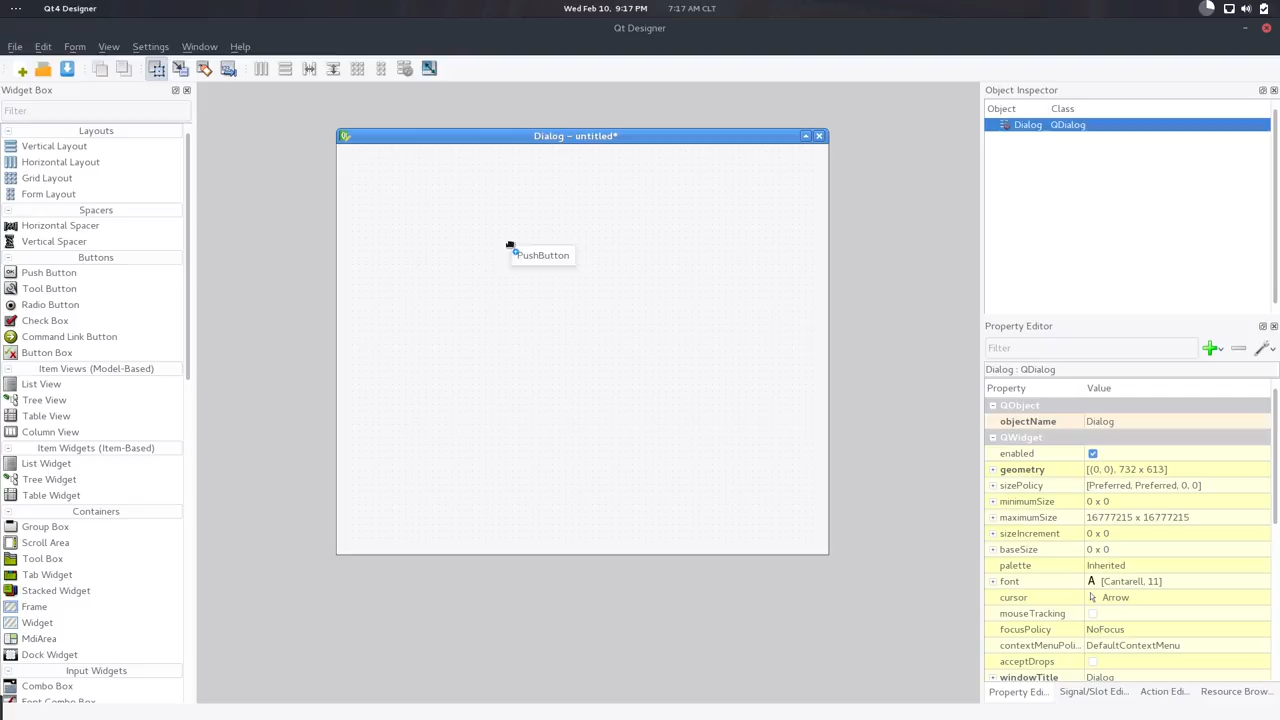 Qt4 Designer
Wed Feb 10, 9:17 PM
7:17 AM CLT
Qt Designer
File Edit Form View Settings Window Help
Widget Box
Filter
Layouts
Vertical Layout
Horizontal Layout
Grid Layout
Form Layout
Spacers
Horizontal Spacer
Vertical Spacer
Buttons
Push Button
Tool Button
Radio Button
Check Box
Command Link Button
Button Box
Item Views (Model-Based)
List View
Tree View
Table View
Column View
Item Widgets (Item-Based)
List Widget
Tree Widget
Table Widget
Containers
Group Box
Scroll Area
Tool Box
Tab Widget
Stacked Widget
Frame
Widget
MdiArea
Dock Widget
Input Widgets
Combo Box
Font Combo Box
Dialog – untitled*
PushButton
Object Inspector
Object Class
Dialog QDialog
Property Editor
Filter
Dialog : QDialog
Property Value
QObject
objectName Dialog
QWidget
enabled
geometry [(0, 0), 732 x 613]
sizePolicy [Preferred, Preferred, 0, 0]
minimumSize 0 x 0
maximumSize 16777215 x 16777215
sizeIncrement 0 x 0
baseSize 0 x 0
palette Inherited
font A [Cantarell, 11]
cursor Arrow
mouseTracking
focusPolicy NoFocus
contextMenuPoli... DefaultContextMenu
acceptDrops
windowTitle Dialog
Property Edi... Signal/Slot Edi... Action Edi... Resource Brow...